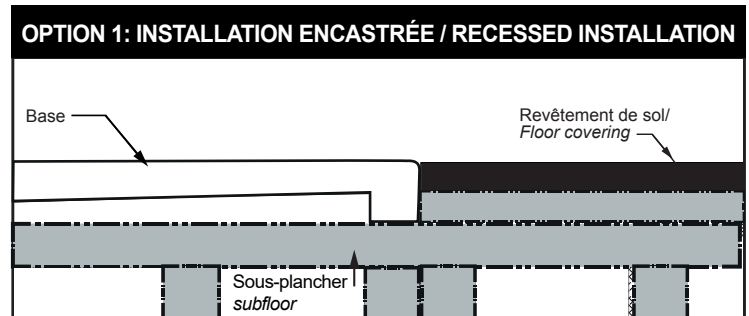 OPTION 1: INSTALLATION ENCASTRÉE / RECESSED INSTALLATION
Base
Revêtement de sol/
Floor covering
Sous-plancher
subfloor